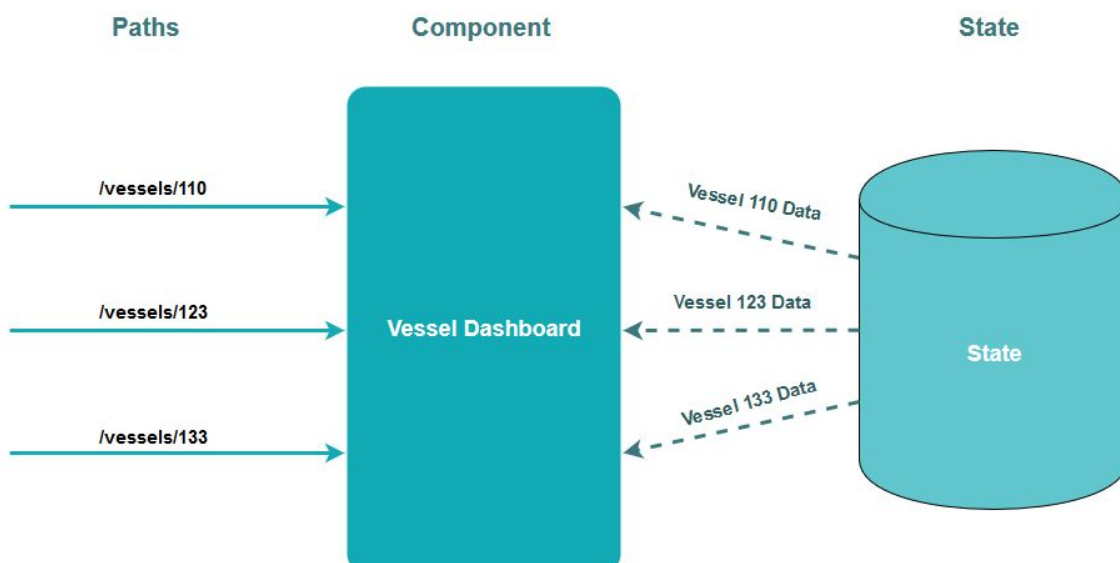 Paths
Component
State
/vessels/110
Vessel 110 Data
/vessels/123
Vessel 123 Data
Vessel Dashboard
State
/vessels/133
Vessel 133 Data